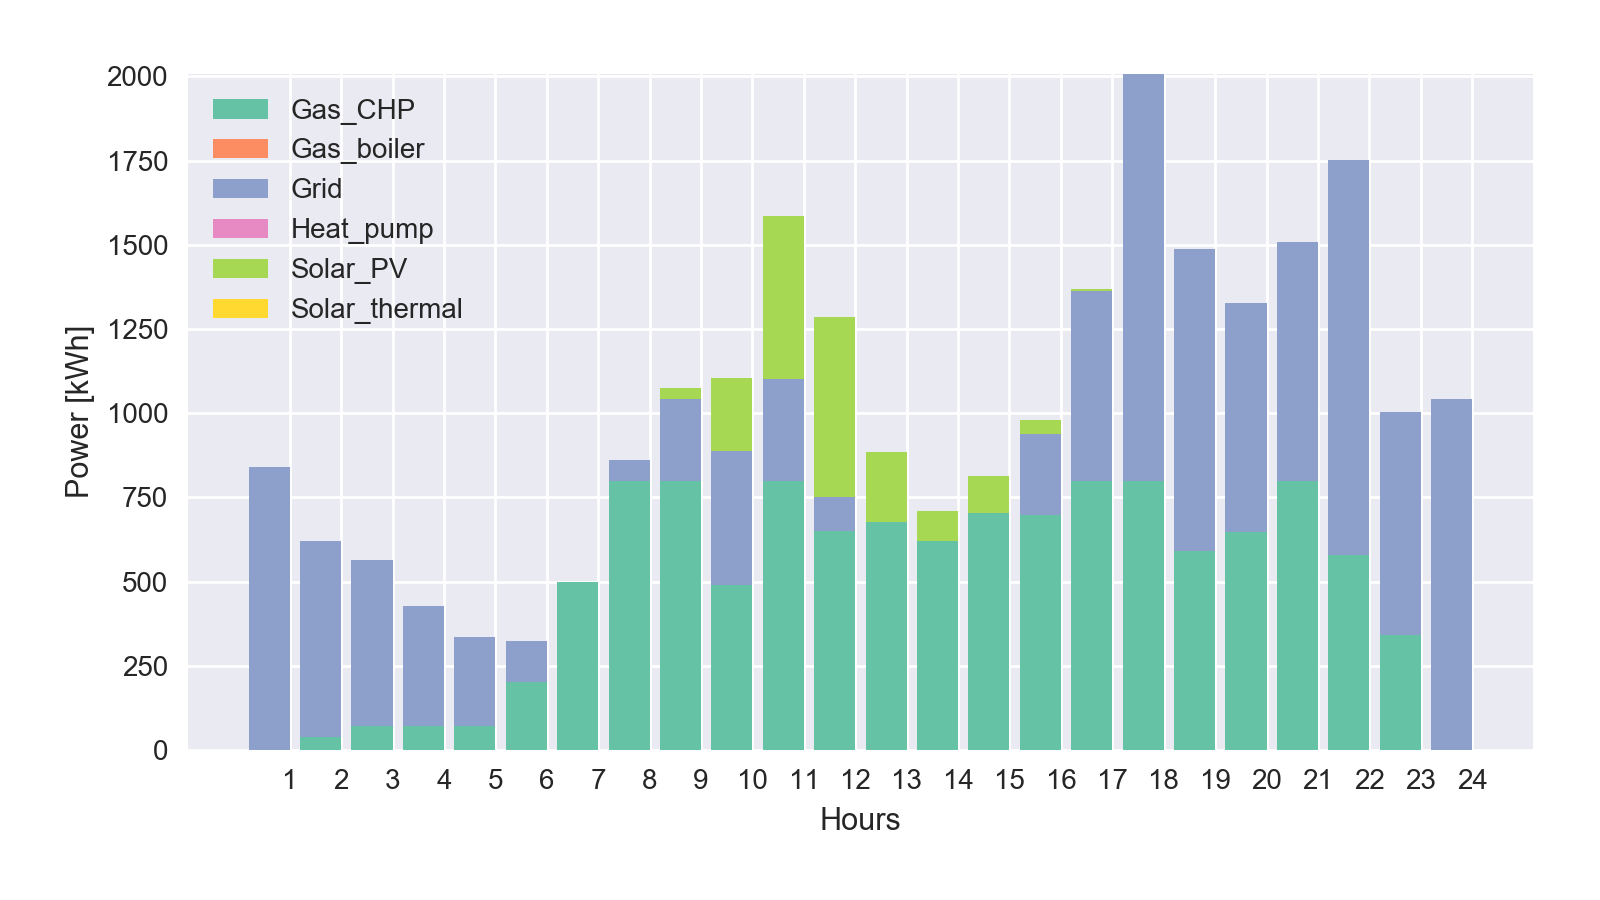 2000
1750
1500
1250
1000
750
500
250
0
Power [kWh]
Gas_CHP
Gas_boiler
Grid
Heat_pump
Solar_PV
Solar_thermal
1 2 3 4 5 6 7 8 9 10 11 12 13 14 15 16 17 18 19 20 21 22 23 24
Hours